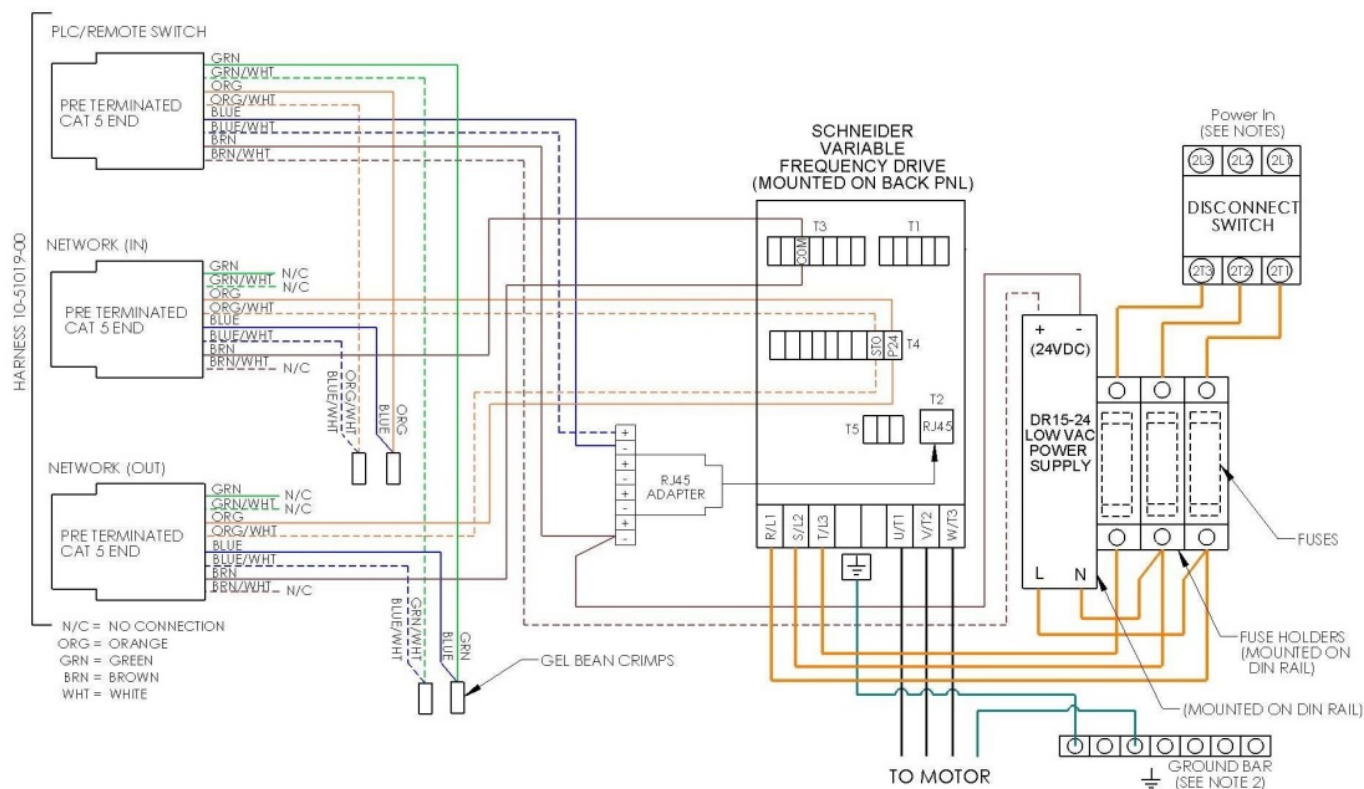 HARNESS 10-51019-00
PLC/REMOTE SWITCH
PRE TERMINATED
CAT 5 END
GRN
GRN/WHT
ORG
ORG/WHT
BLUE
BLUE/WHT
BRN
BRN/WHT
NETWORK (IN)
PRE TERMINATED
CAT 5 END
GRN
N/C
GRN/WHT
N/C
ORG
ORG/WHT
BLUE
BLUE/WHT
BRN
BRN/WHT
N/C
BLUE/WHT
ORG/WHT
BLUE
ORG
NETWORK (OUT)
PRE TERMINATED
CAT 5 END
GRN
N/C
GRN/WHT
N/C
ORG
ORG/WHT
BLUE
BLUE/WHT
BRN
BRN/WHT
N/C
BLUE/WHT
GRN/WHT
BLUE
GRN
GEL BEAN CRIMPS
N/C = NO CONNECTION
ORG = ORANGE
GRN = GREEN
BRN = BROWN
WHT = WHITE
+
-
+
-
+
-
+
-
RJ45
ADAPTER
SCHNEIDER
VARIABLE
FREQUENCY DRIVE
(MOUNTED ON BACK PNL)
T3
T1
COM
STO
P24
T4
T2
T5
RJ45
R/L1
S/L2
T/L3
U/T1
V/T2
W/T3
TO MOTOR
Power In
(SEE NOTES)
2L3
2L2
2L1
DISCONNECT
SWITCH
2T3
2T2
2T1
+ -
(24VDC)
DR15-24
LOW VAC
POWER
SUPPLY
L N
FUSES
FUSE HOLDERS
(MOUNTED ON
DIN RAIL)
(MOUNTED ON DIN RAIL)
GROUND BAR
(SEE NOTE 2)